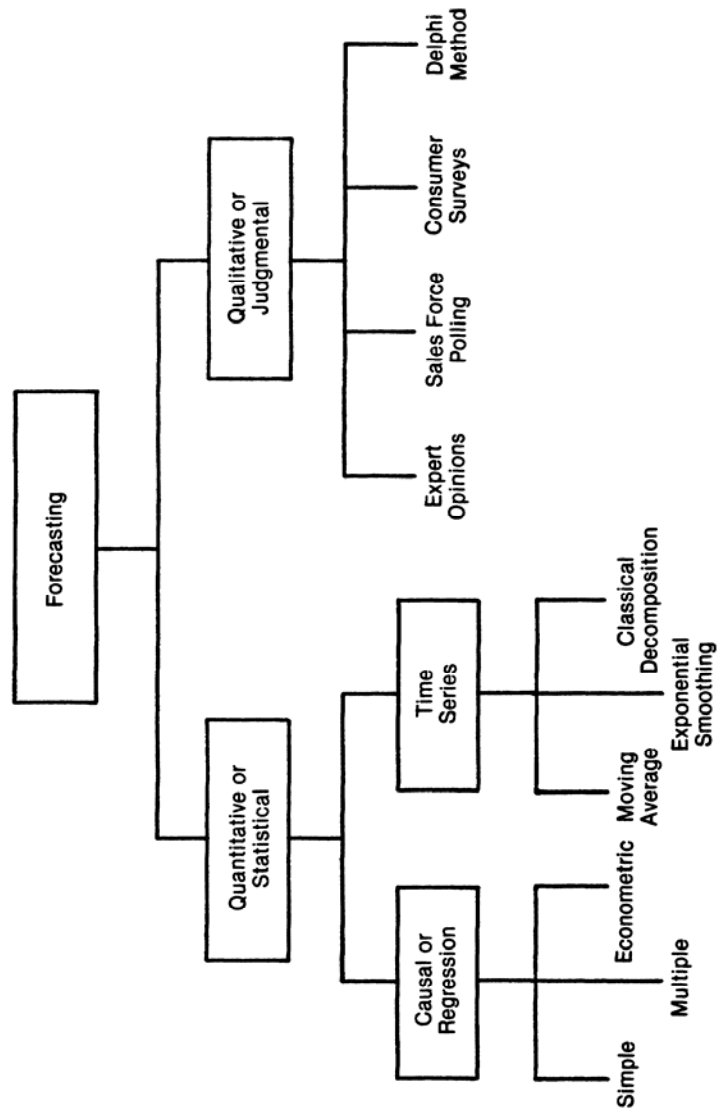 Forecasting
Quantitative or
Statistical
Qualitative or
Judgmental
Causal or
Regression
Time
Series
Expert
Opinions
Sales Force
Polling
Consumer
Surveys
Delphi
Method
Simple
Multiple
Econometric
Moving
Average
Exponential
Smoothing
Classical
Decomposition